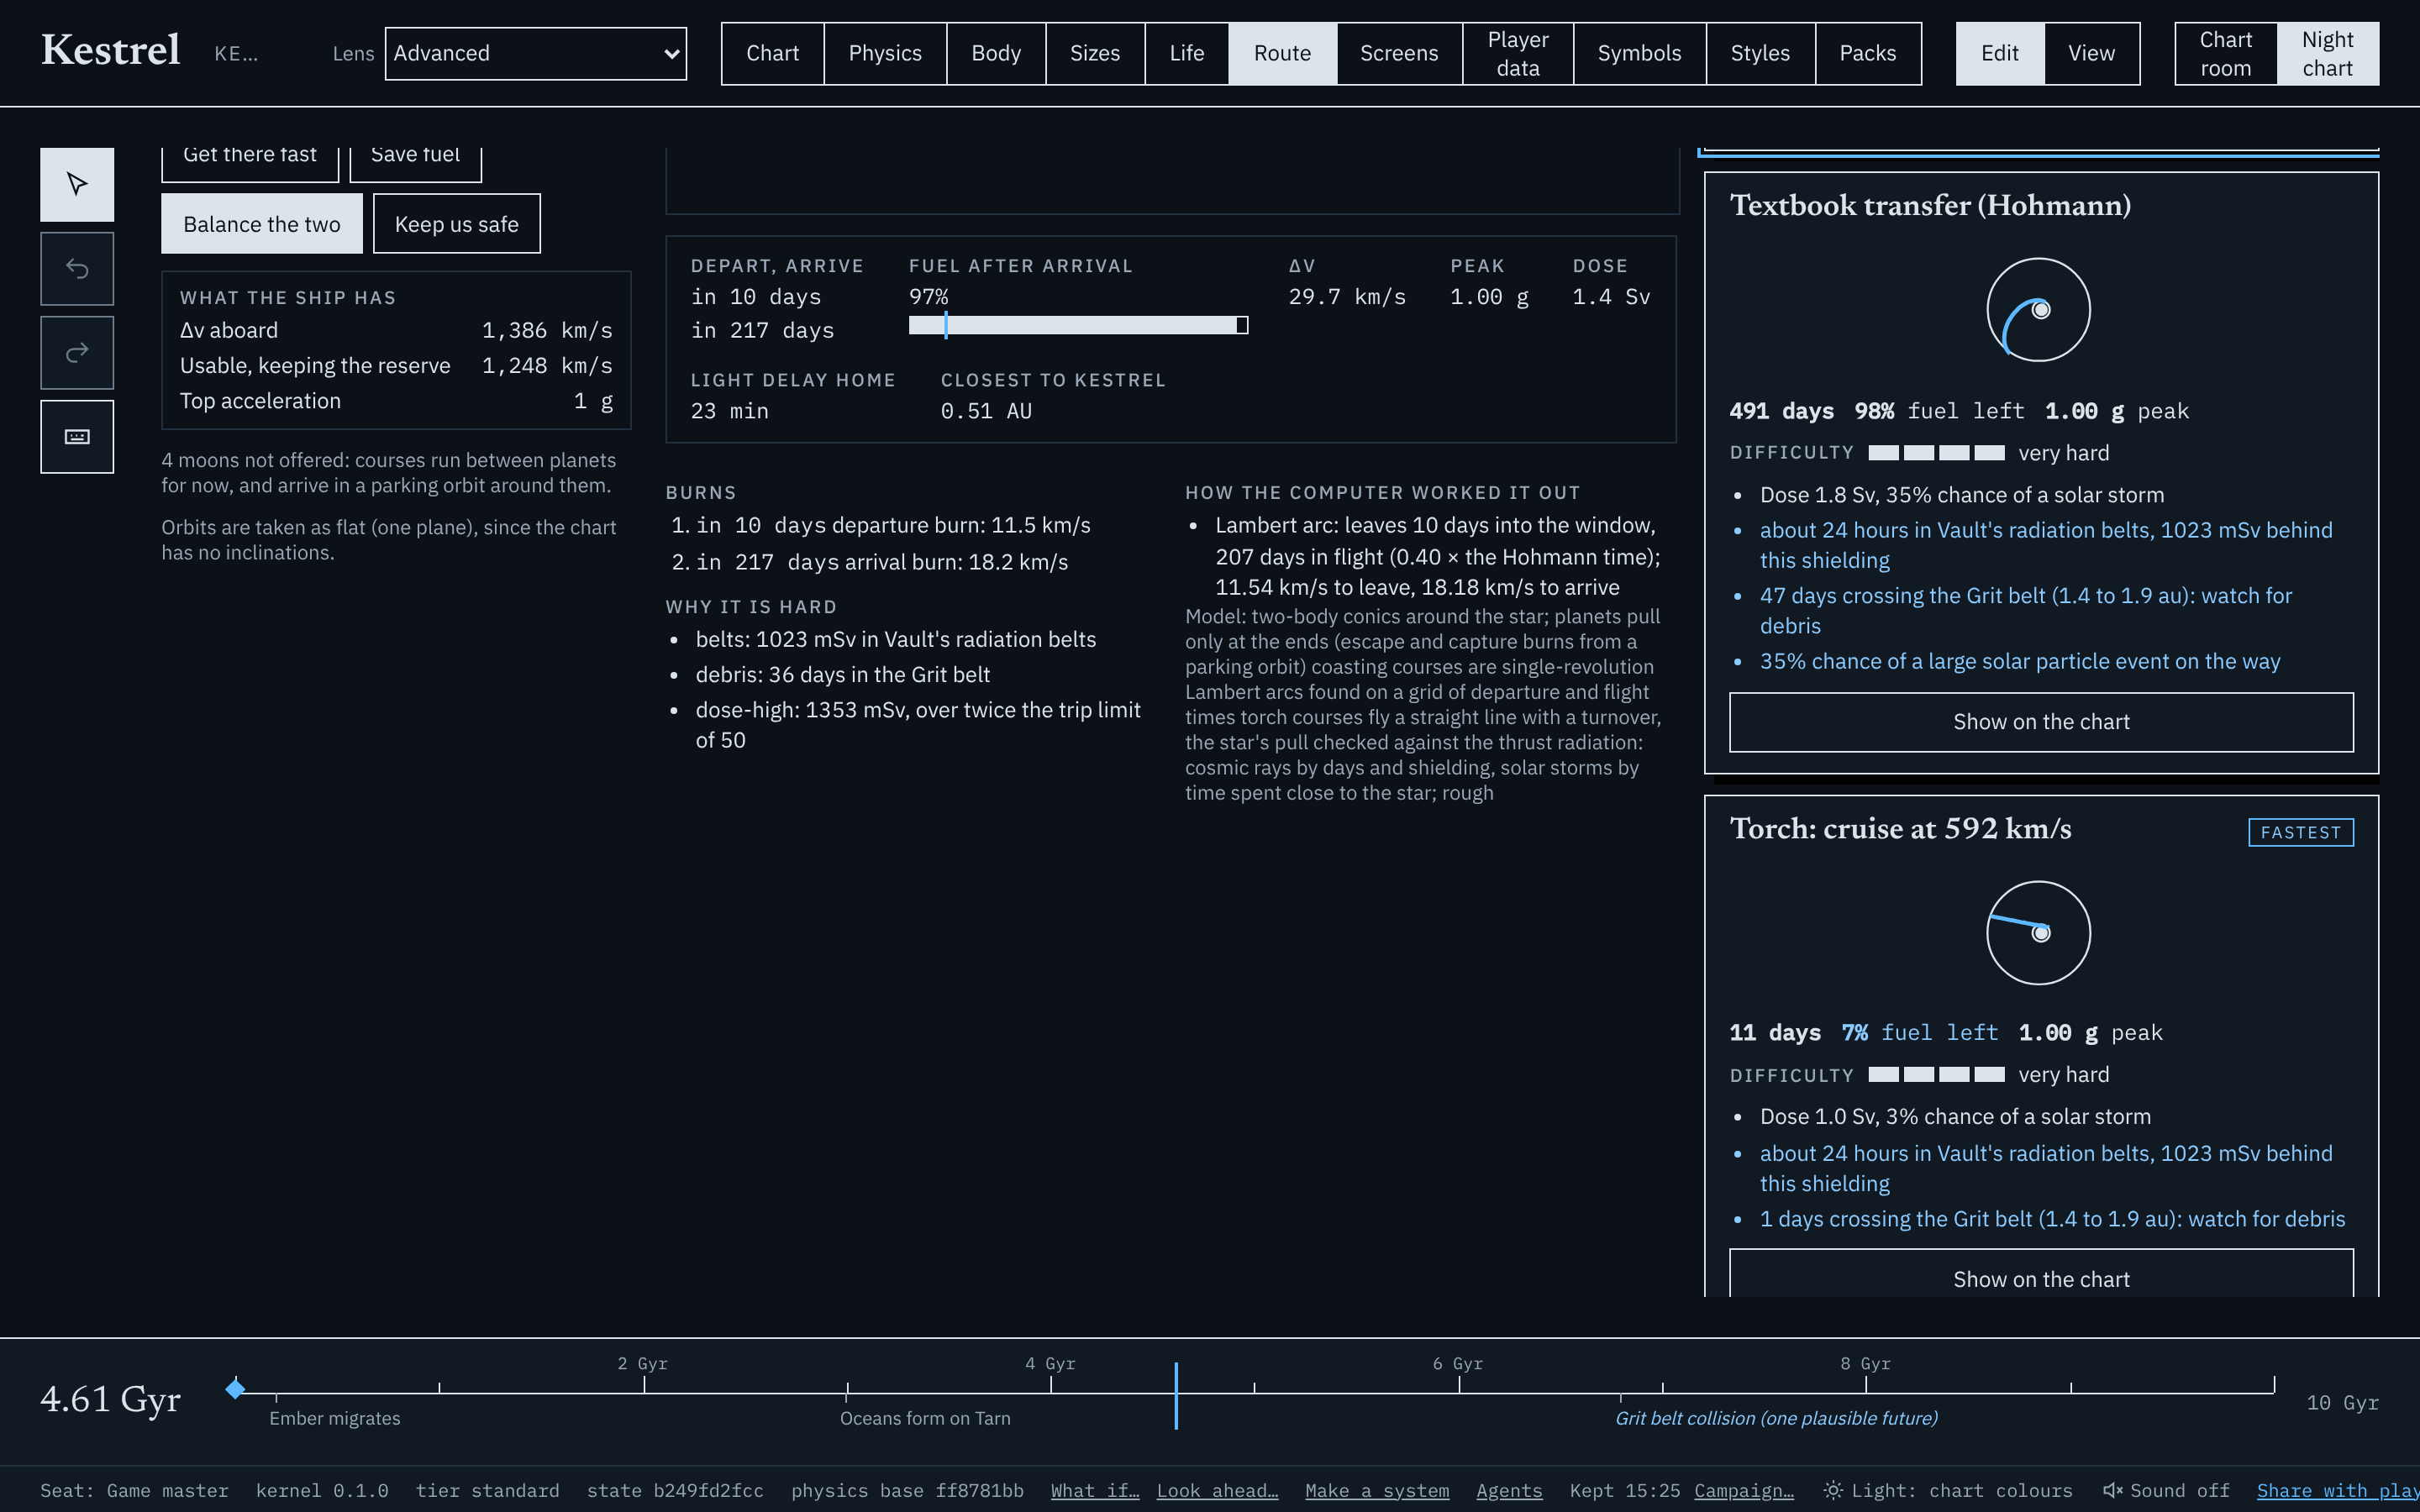 Kestrel
KE…
Lens
Advanced
Chart
Physics
Body
Sizes
Life
Route
Screens
Player
data
Symbols
Styles
Packs
Edit
View
Chart
room
Night
chart
Get there fast
Save fuel
Balance the two
Keep us safe
WHAT THE SHIP HAS
Δv aboard 1,386 km/s
Usable, keeping the reserve 1,248 km/s
Top acceleration 1 g
4 moons not offered: courses run between planets
for now, and arrive in a parking orbit around them.
Orbits are taken as flat (one plane), since the chart
has no inclinations.
DEPART, ARRIVE
in 10 days
in 217 days
FUEL AFTER ARRIVAL
97%
ΔV
29.7 km/s
PEAK
1.00 g
DOSE
1.4 Sv
LIGHT DELAY HOME
23 min
CLOSEST TO KESTREL
0.51 AU
BURNS
1. in 10 days departure burn: 11.5 km/s
2. in 217 days arrival burn: 18.2 km/s
WHY IT IS HARD
• belts: 1023 mSv in Vault's radiation belts
• debris: 36 days in the Grit belt
• dose-high: 1353 mSv, over twice the trip limit
of 50
HOW THE COMPUTER WORKED IT OUT
• Lambert arc: leaves 10 days into the window,
207 days in flight (0.40 × the Hohmann time);
11.54 km/s to leave, 18.18 km/s to arrive
Model: two-body conics around the star; planets pull
only at the ends (escape and capture burns from a
parking orbit) coasting courses are single-revolution
Lambert arcs found on a grid of departure and flight
times torch courses fly a straight line with a turnover,
the star's pull checked against the thrust radiation:
cosmic rays by days and shielding, solar storms by
time spent close to the star; rough
Textbook transfer (Hohmann)
491 days 98% fuel left 1.00 g peak
DIFFICULTY very hard
• Dose 1.8 Sv, 35% chance of a solar storm
• about 24 hours in Vault's radiation belts, 1023 mSv behind
this shielding
• 47 days crossing the Grit belt (1.4 to 1.9 au): watch for
debris
• 35% chance of a large solar particle event on the way
Show on the chart
Torch: cruise at 592 km/s
FASTEST
11 days 7% fuel left 1.00 g peak
DIFFICULTY very hard
• Dose 1.0 Sv, 3% chance of a solar storm
• about 24 hours in Vault's radiation belts, 1023 mSv behind
this shielding
• 1 days crossing the Grit belt (1.4 to 1.9 au): watch for debris
Show on the chart
4.61 Gyr
2 Gyr
4 Gyr
6 Gyr
8 Gyr
10 Gyr
Ember migrates
Oceans form on Tarn
Grit belt collision (one plausible future)
Seat: Game master kernel 0.1.0 tier standard state b249fd2fcc physics base ff8781bb What if… Look ahead… Make a system Agents Kept 15:25 Campaign… Light: chart colours Sound off Share with play